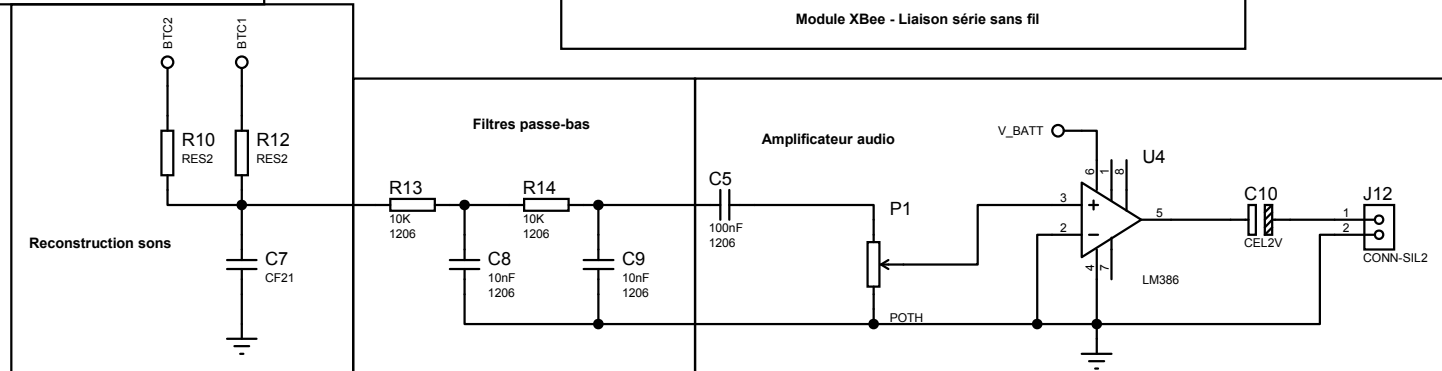 Module XBee - Liaison série sans fil
BTC2
BTC1
R10
RES2
R12
RES2
Reconstruction sons
C7
CF21
Filtres passe-bas
R13
10K
1206
R14
10K
1206
C8
10nF
1206
C9
10nF
1206
Amplificateur audio
V_BATT
C5
100nF
1206
P1
POTH
U4
6
1
8
3
2
5
4
7
LM386
C10
CEL2V
J12
1
2
CONN-SIL2